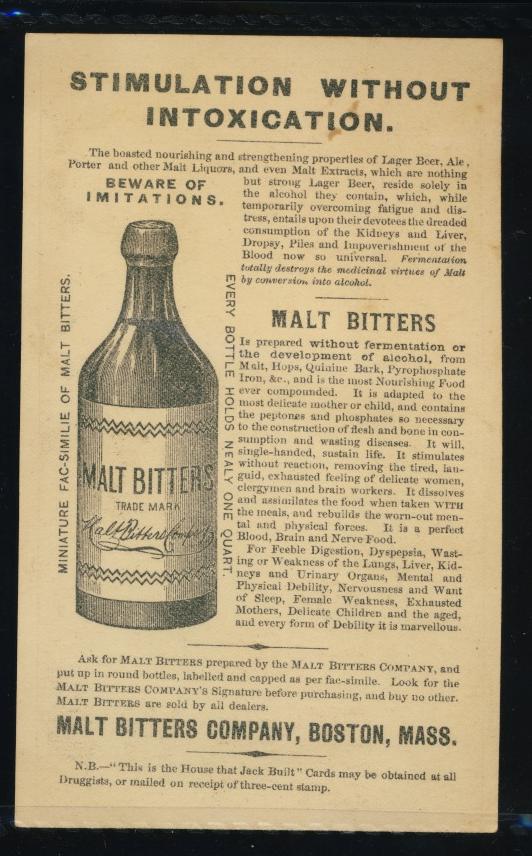 STIMULATION WITHOUT
INTOXICATION.
The boasted nourishing and strengthening properties of Lager Beer, Ale,
Porter and other Malt Liquors, and even Malt Extracts, which are nothing
but strong Lager Beer, reside solely in
the alcohol they contain, which, while
temporarily overcoming fatigue and dis-
tress, entails upon their devotees the dreaded
consumption of the Kidneys and Liver,
Dropsy, Piles and Impoverishment of the
Blood now so universal. Fermentation
totally destroys the medicinal virtues of Malt
by conversion into alcohol.
BEWARE OF
IMITATIONS.
MINIATURE FAC-SIMILIE OF MALT BITTERS.
MALT BITTERS
TRADE MARK
Malt Bitters Company
EVERY BOTTLE HOLDS NEALY ONE QUART.
MALT BITTERS
Is prepared without fermentation or
the development of alcohol, from
Malt, Hops, Quinine Bark, Pyrophosphate
Iron, &c., and is the most Nourishing Food
ever compounded. It is adapted to the
most delicate mother or child, and contains
the peptones and phosphates so necessary
to the construction of flesh and bone in con-
sumption and wasting diseases. It will,
single-handed, sustain life. It stimulates
without reaction, removing the tired, lan-
guid, exhausted feeling of delicate women,
clergymen and brain workers. It dissolves
and assimilates the food when taken WITH
the meals, and rebuilds the worn-out men-
tal and physical forces. It is a perfect
Blood, Brain and Nerve Food.
For Feeble Digestion, Dyspepsia, Wast-
ing or Weakness of the Lungs, Liver, Kid-
neys and Urinary Organs, Mental and
Physical Debility, Nervousness and Want
of Sleep, Female Weakness, Exhausted
Mothers, Delicate Children and the aged,
and every form of Debility it is marvellous.
Ask for MALT BITTERS prepared by the MALT BITTERS COMPANY, and
put up in round bottles, labelled and capped as per fac-simile. Look for the
MALT BITTERS COMPANY'S Signature before purchasing, and buy no other.
MALT BITTERS are sold by all dealers.
MALT BITTERS COMPANY, BOSTON, MASS.
N.B.—"This is the House that Jack Built" Cards may be obtained at all
Druggists, or mailed on receipt of three-cent stamp.